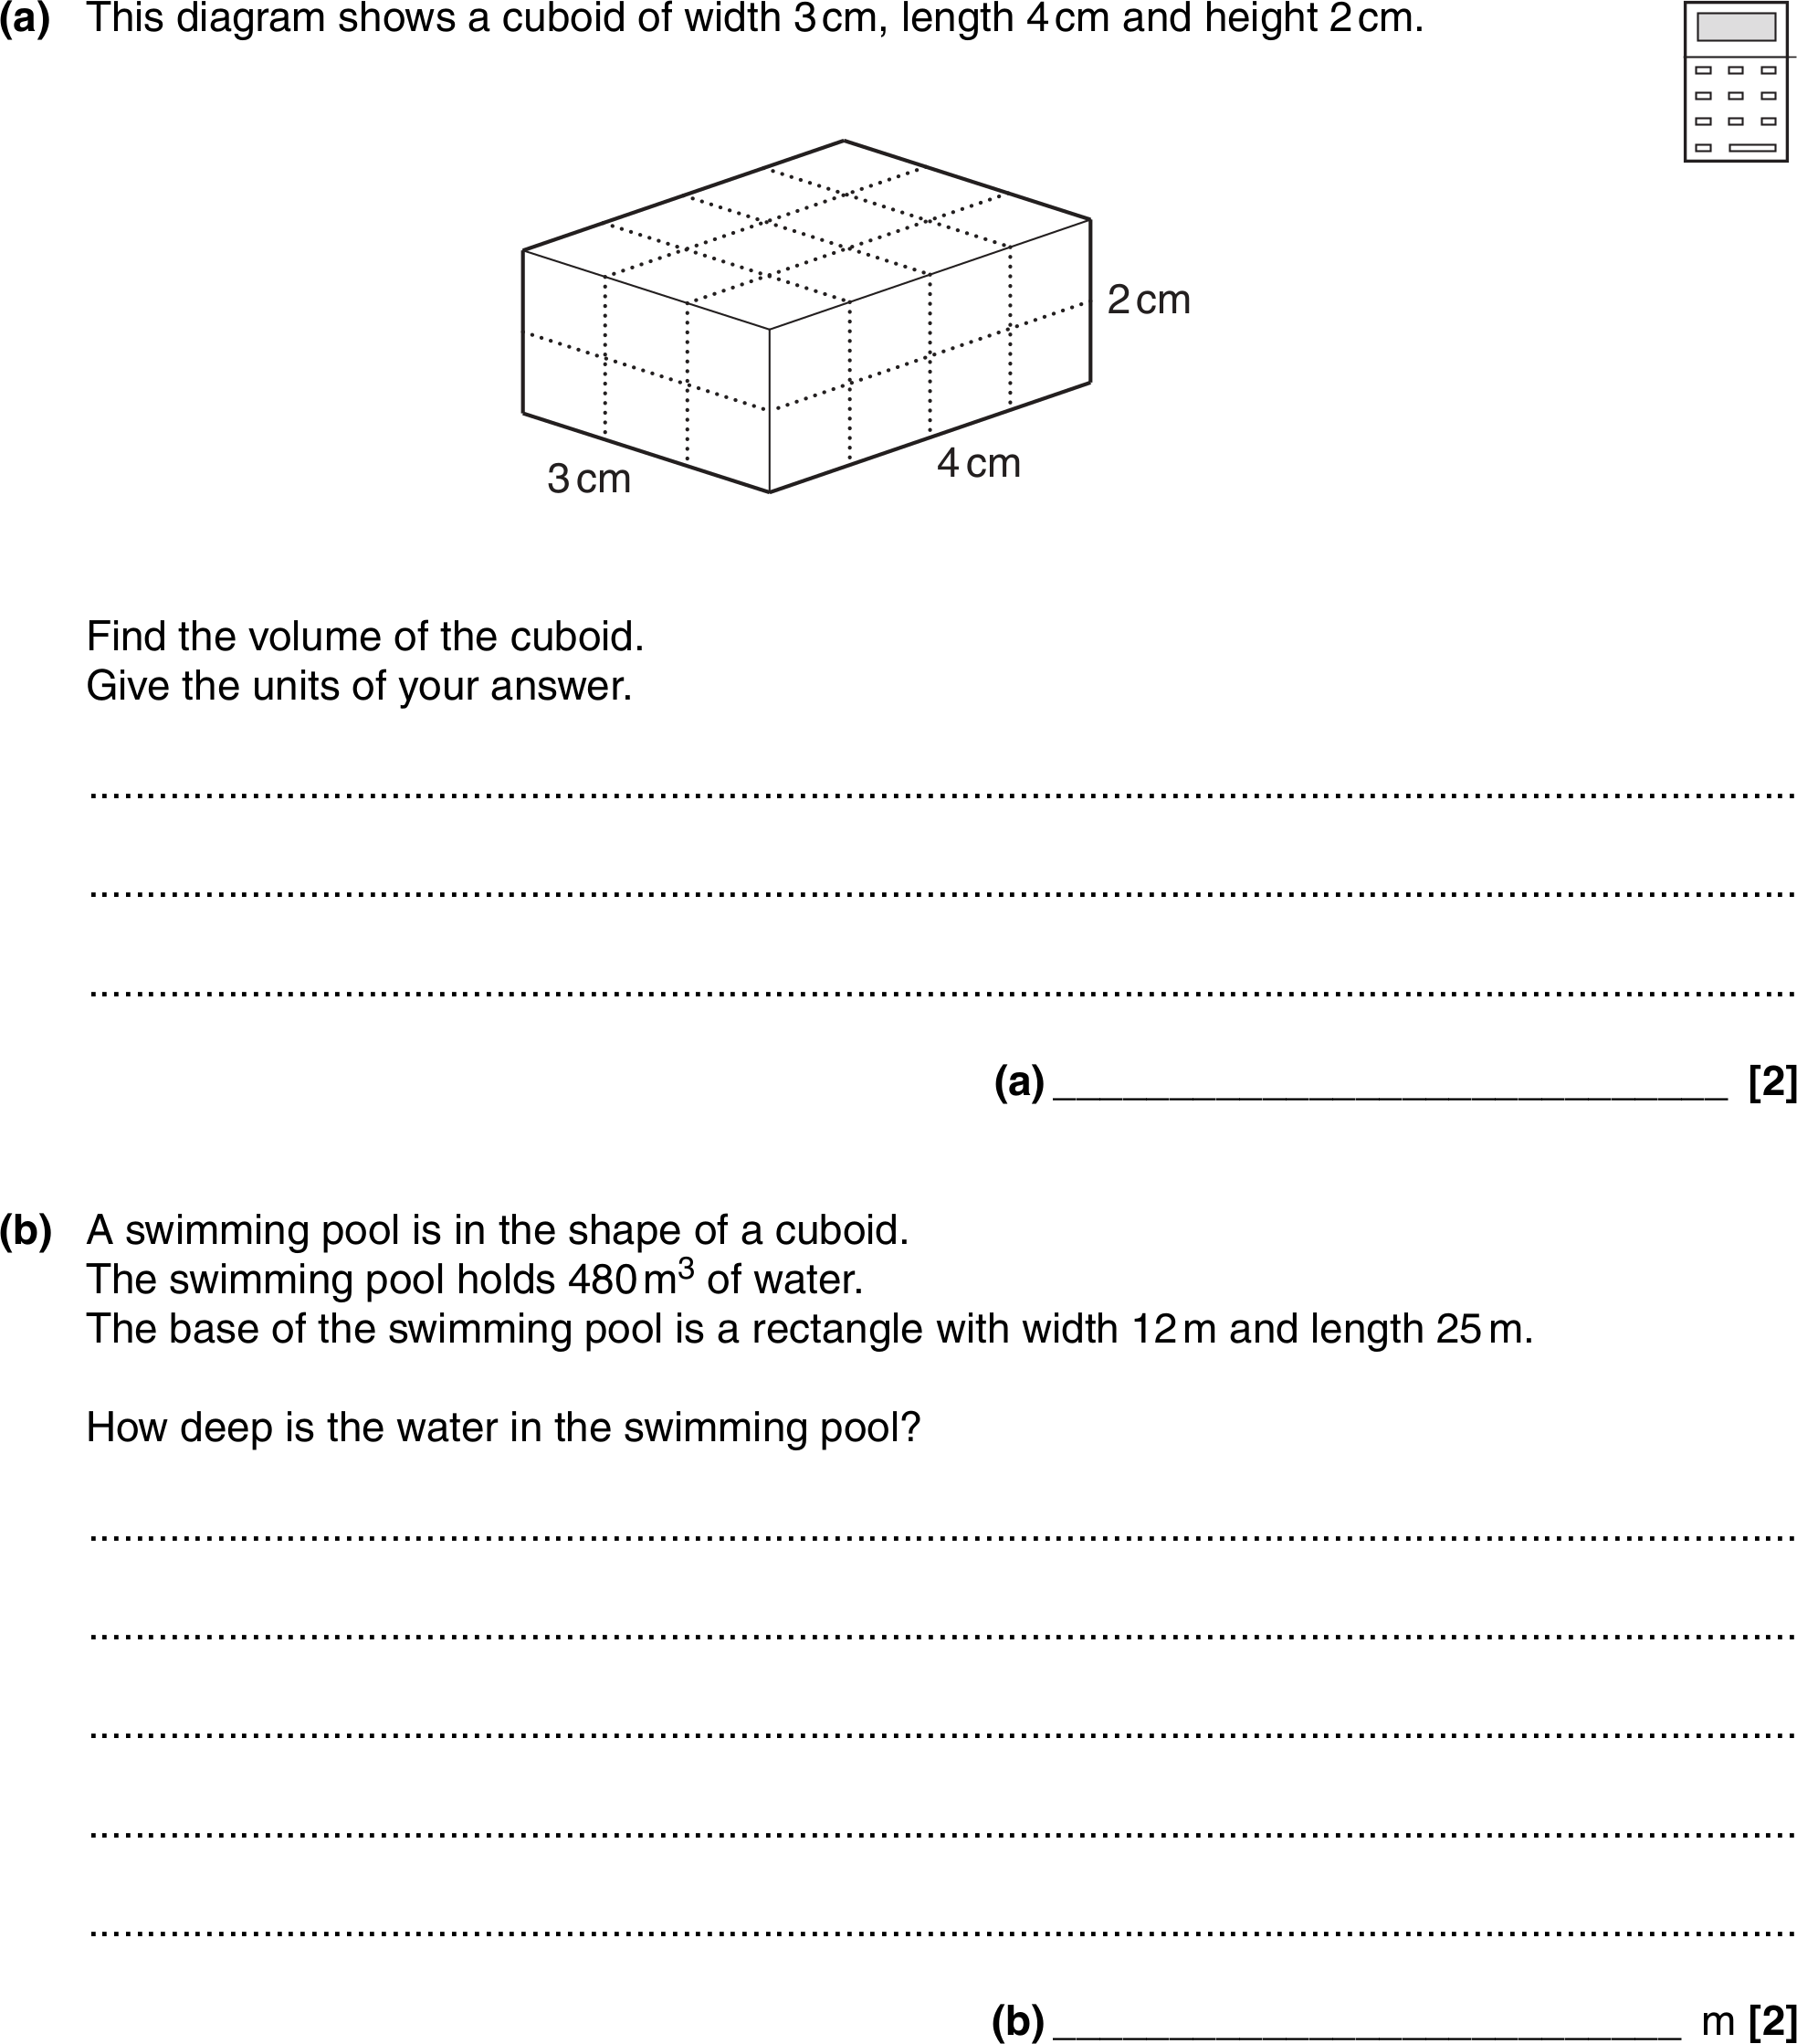 (a) This diagram shows a cuboid of width 3 cm, length 4 cm and height 2 cm.
2 cm
3 cm
4 cm
Find the volume of the cuboid.
Give the units of your answer.
(a) [2]
(b) A swimming pool is in the shape of a cuboid.
The swimming pool holds 480 m³ of water.
The base of the swimming pool is a rectangle with width 12 m and length 25 m.
How deep is the water in the swimming pool?
(b) m [2]